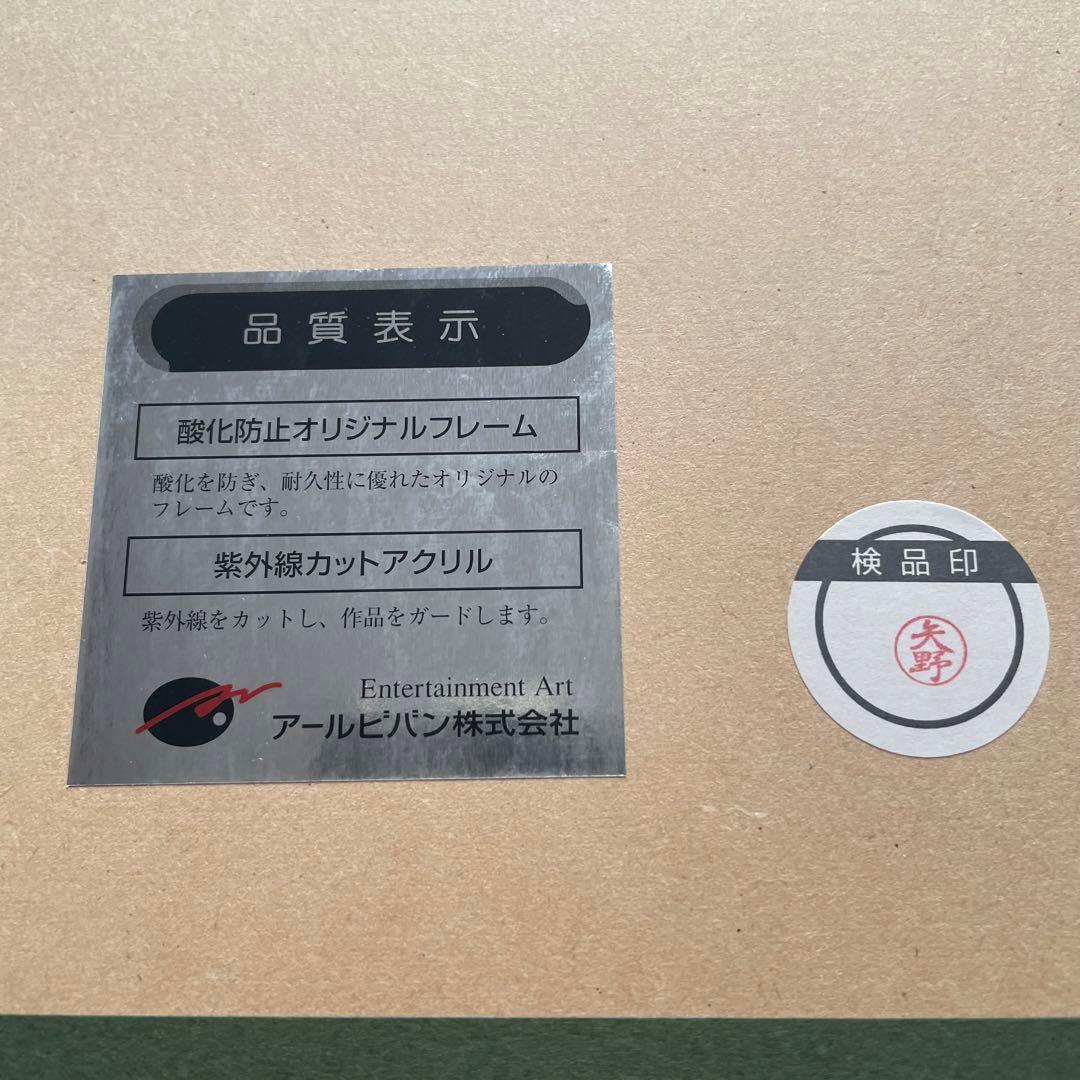 品質表示
酸化防止オリジナルフレーム
酸化を防ぎ、耐久性に優れたオリジナルの
フレームです。
紫外線カットアクリル
紫外線をカットし、作品をガードします。
Entertainment Art
アールビバン株式会社
検品印
矢野